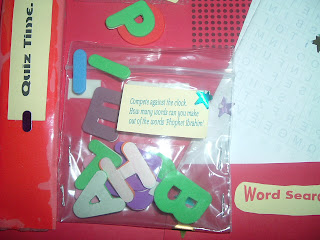 Quiz Time.
P
Compete against the clock.
How many words can you make
out of the words 'Prophet Ibrahim'
E
A
H
B
Word Sear